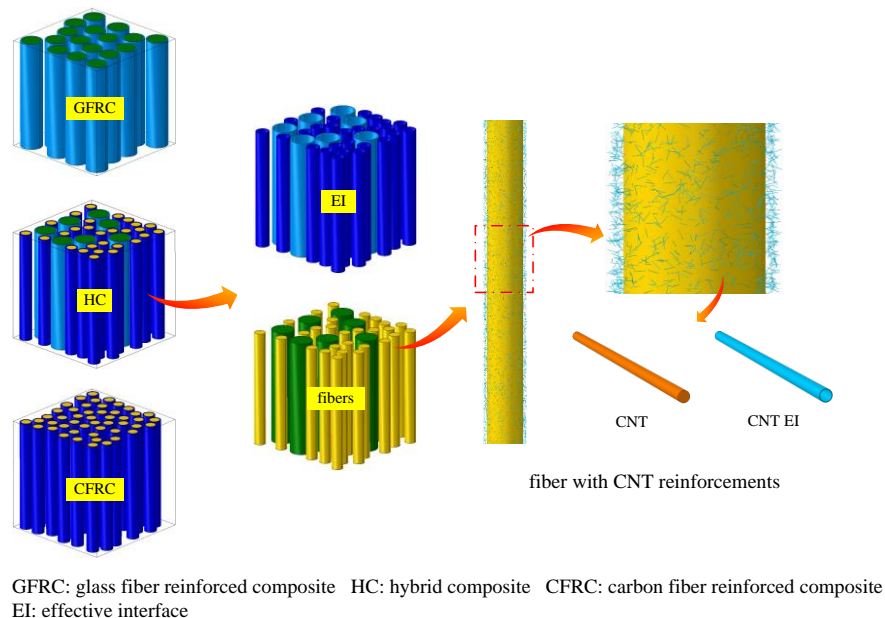 GFRC
HC
CFRC
EI
fibers
CNT
CNT EI
fiber with CNT reinforcements
GFRC: glass fiber reinforced composite HC: hybrid composite CFRC: carbon fiber reinforced composite
EI: effective interface